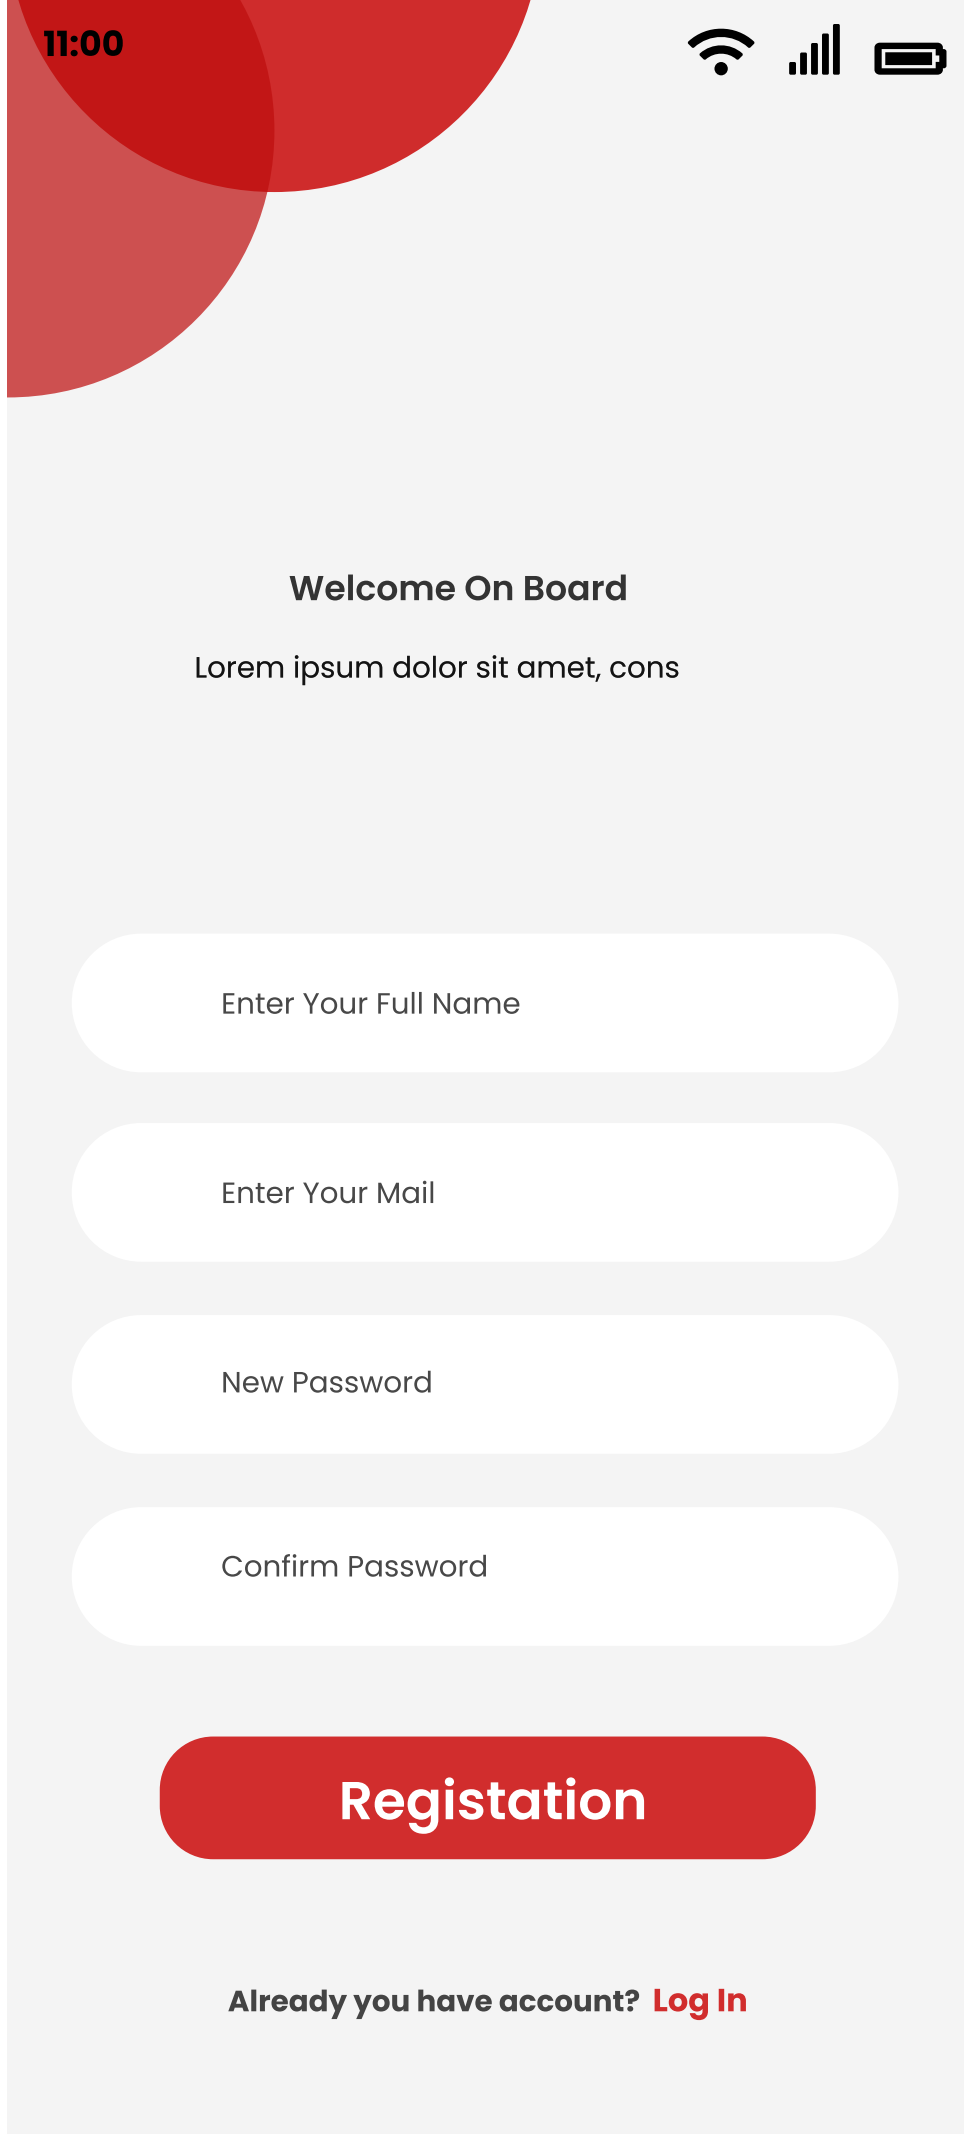 11:00
Welcome On Board
Lorem ipsum dolor sit amet, cons
Enter Your Full Name
Enter Your Mail
New Password
Confirm Password
Registation
Already you have account? Log In